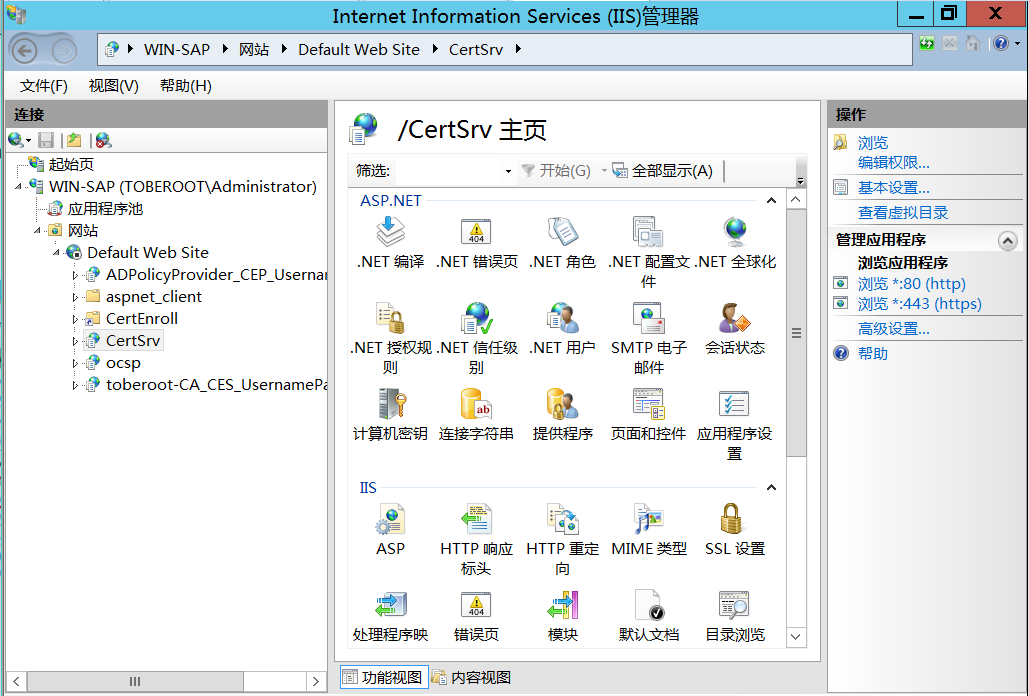 Internet Information Services (IIS)管理器
WIN-SAP 网站 Default Web Site CertSrv
文件(F) 视图(V) 帮助(H)
连接
起始页
WIN-SAP (TOBEROOT\Administrator)
应用程序池
网站
Default Web Site
ADPolicyProvider_CEP_Usernar
aspnet_client
CertEnroll
CertSrv
ocsp
toberoot-CA_CES_UsernamePa
/CertSrv 主页
筛选: 开始(G) 全部显示(A)
ASP.NET
.NET 编译 .NET 错误页 .NET 角色 .NET 配置文 .NET 全球化
件
.NET 授权规 .NET 信任级 .NET 用户 SMTP 电子 会话状态
则 别 邮件
计算机密钥 连接字符串 提供程序 页面和控件 应用程序设
置
IIS
ASP HTTP 响应 HTTP 重定 MIME 类型 SSL 设置
标头 向
处理程序映 错误页 模块 默认文档 目录浏览
功能视图 内容视图
操作
浏览
编辑权限...
基本设置...
查看虚拟目录
管理应用程序
浏览应用程序
浏览 *:80 (http)
浏览 *:443 (https)
高级设置...
帮助